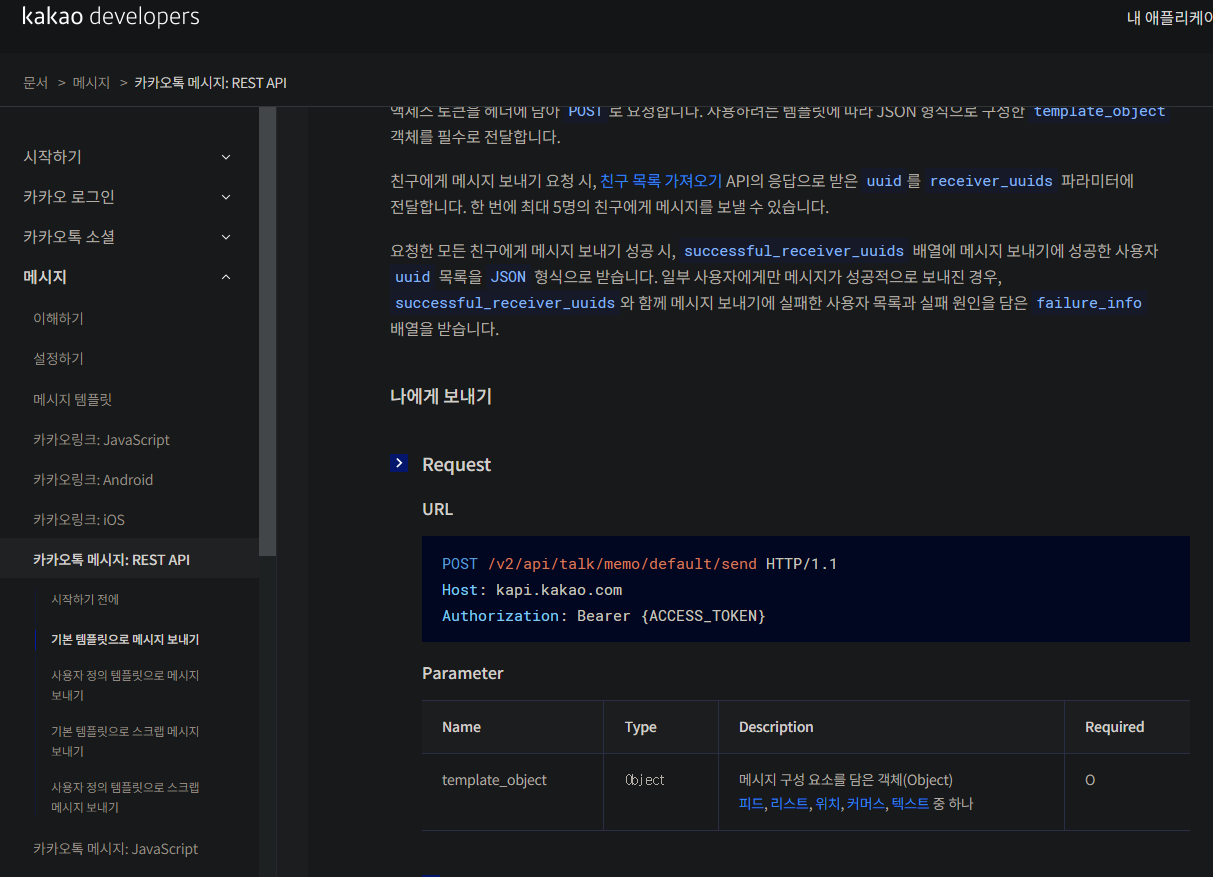 kakao developers
내 애플리케이
문서 > 메시지 > 카카오톡 메시지: REST API
시작하기
카카오 로그인
카카오톡 소셜
메시지
이해하기
설정하기
메시지 템플릿
카카오링크: JavaScript
카카오링크: Android
카카오링크: iOS
카카오톡 메시지: REST API
시작하기 전에
기본 템플릿으로 메시지 보내기
사용자 정의 템플릿으로 메시지
보내기
기본 템플릿으로 스크랩 메시지
보내기
사용자 정의 템플릿으로 스크랩
메시지 보내기
카카오톡 메시지: JavaScript
액세스 토큰을 헤더에 담아 POST 로 요청합니다. 사용하려는 템플릿에 따라 JSON 형식으로 구성한 template_object
객체를 필수로 전달합니다.
친구에게 메시지 보내기 요청 시, 친구 목록 가져오기 API의 응답으로 받은 uuid 를 receiver_uuids 파라미터에
전달합니다. 한 번에 최대 5명의 친구에게 메시지를 보낼 수 있습니다.
요청한 모든 친구에게 메시지 보내기 성공 시, successful_receiver_uuids 배열에 메시지 보내기에 성공한 사용자
uuid 목록을 JSON 형식으로 받습니다. 일부 사용자에게만 메시지가 성공적으로 보내진 경우,
successful_receiver_uuids 와 함께 메시지 보내기에 실패한 사용자 목록과 실패 원인을 담은 failure_info
배열을 받습니다.
나에게 보내기
Request
URL
POST /v2/api/talk/memo/default/send HTTP/1.1
Host: kapi.kakao.com
Authorization: Bearer {ACCESS_TOKEN}
Parameter
Name Type Description Required
template_object Object 메시지 구성 요소를 담은 객체(Object) O
피드, 리스트, 위치, 커머스, 텍스트 중 하나